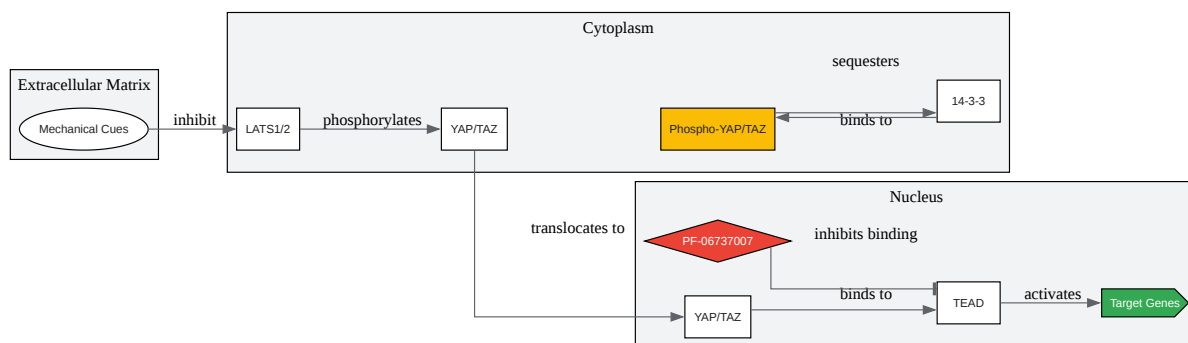 Cytoplasm
Extracellular Matrix
Mechanical Cues
inhibit
LATS1/2
phosphorylates
YAP/TAZ
Phospho-YAP/TAZ
sequesters
binds to
14-3-3
Nucleus
translocates to
PF-06737007
inhibits binding
YAP/TAZ
binds to
TEAD
activates
Target Genes